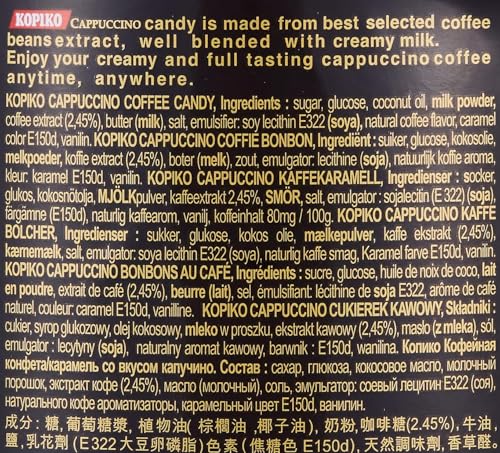 KOPIKO CAPPUCCINO candy is made from best selected coffee
beans extract, well blended with creamy milk.
Enjoy your creamy and full tasting cappuccino coffee
anytime, anywhere.
KOPIKO CAPPUCCINO COFFEE CANDY, Ingredients : sugar, glucose, coconut oil, milk powder,
coffee extract (2,45%), butter (milk), salt, emulsifier: soy lecithin E322 (soya), natural coffee flavor, caramel
color E150d, vanilin. KOPIKO CAPPUCCINO COFFIE BONBON, Ingrediënt : suiker, glucose, kokosolie,
melkpoeder, koffie extract (2,45%), boter (melk), zout, emulgator: lecithine (soja), natuurlijk koffie aroma,
kleur: karamel E150d, vanilin. KOPIKO CAPPUCCINO KAFFEKARAMELL, Ingredienser : socker,
glukos, kokosnötolja, MJÖLKpulver, kaffeextrakt 2,45%, SMÖR, salt, emulgator : sojalecitin (E 322) (soja),
färgämne (E150d), naturlig kaffearom, vanilj, koffeinhalt 80mg / 100g. KOPIKO CAPPUCCINO KAFFE
BOLCHER, Ingredienser : sukker, glukose, kokos olie, mælkepulver, kaffe ekstrakt (2.45%),
kærnemælk, salt, emulgator: soya lecithin E322 (soya), naturlig kaffe smag, Karamel farve E150d, vanilin.
KOPIKO CAPPUCCINO BONBONS AU CAFÉ, Ingrédients : sucre, glucose, huile de noix de coco, lait
en poudre, extrait de café (2,45%), beurre (lait), sel, émulsifiant: lécithine de soja E322, arôme de café
naturel, couleur: caramel E150d, vanilline. KOPIKO CAPPUCCINO CUKIEREK KAWOWY, Składniki :
cukier, syrop glukozowy, olej kokosowy, mleko w proszku, ekstrakt kawowy (2,45%), masło (z mleka), sól,
emulgator : lecytyny (soja), naturalny aromat kawowy, barwnik : E150d, wanilina. Копико Кофейная
конфета/карамель со вкусом капучино. Состав : сахар, глюкоза, кокосовое масло, молочный
порошок, экстракт кофе (2,45%), масло (молочный), соль, эмульгатор: соевый лецитин E322 (соя),
натурального кофе ароматизаторы, карамельный цвет E150d, ванилин.
成分：糖, 葡萄糖漿, 植物油 ( 棕櫚油 , 椰子油 ), 奶粉, 咖啡糖(2.45%), 牛油,
鹽, 乳花劑 ( E 322 大豆卵磷脂) 色素 ( 焦糖色 E 150d ), 天然調味劑, 香草醛.